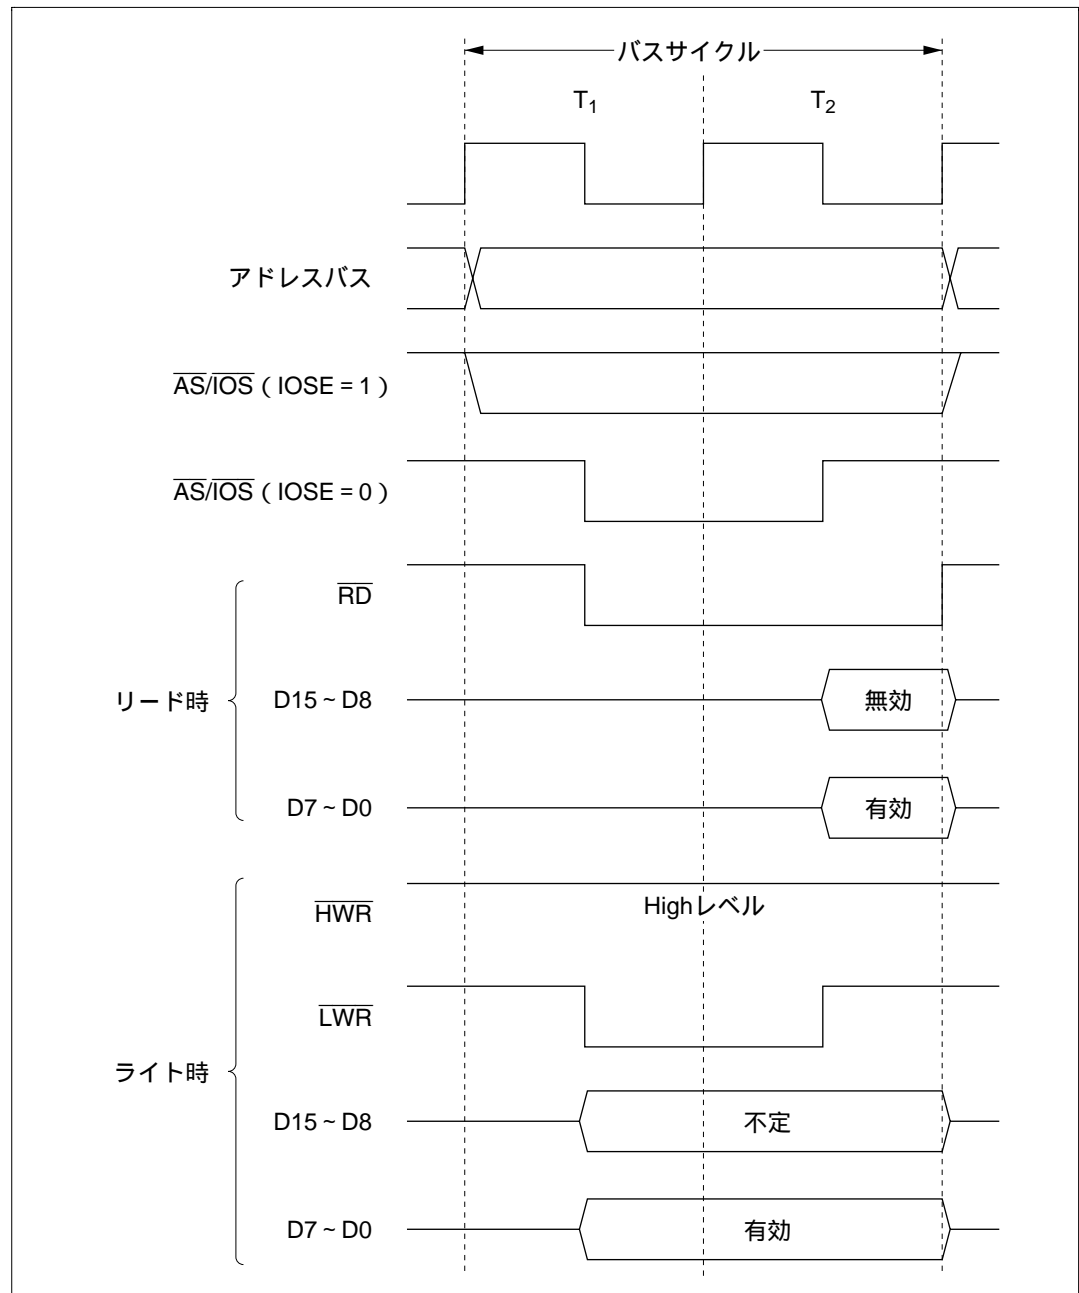 バスサイクル
T1 T2
アドレスバス
AS/IOS（IOSE = 1）
AS/IOS（IOSE = 0）
RD
リード時
D15 ~ D8 無効
D7 ~ D0 有効
HWR Highレベル
LWR
ライト時
D15 ~ D8 不定
D7 ~ D0 有効